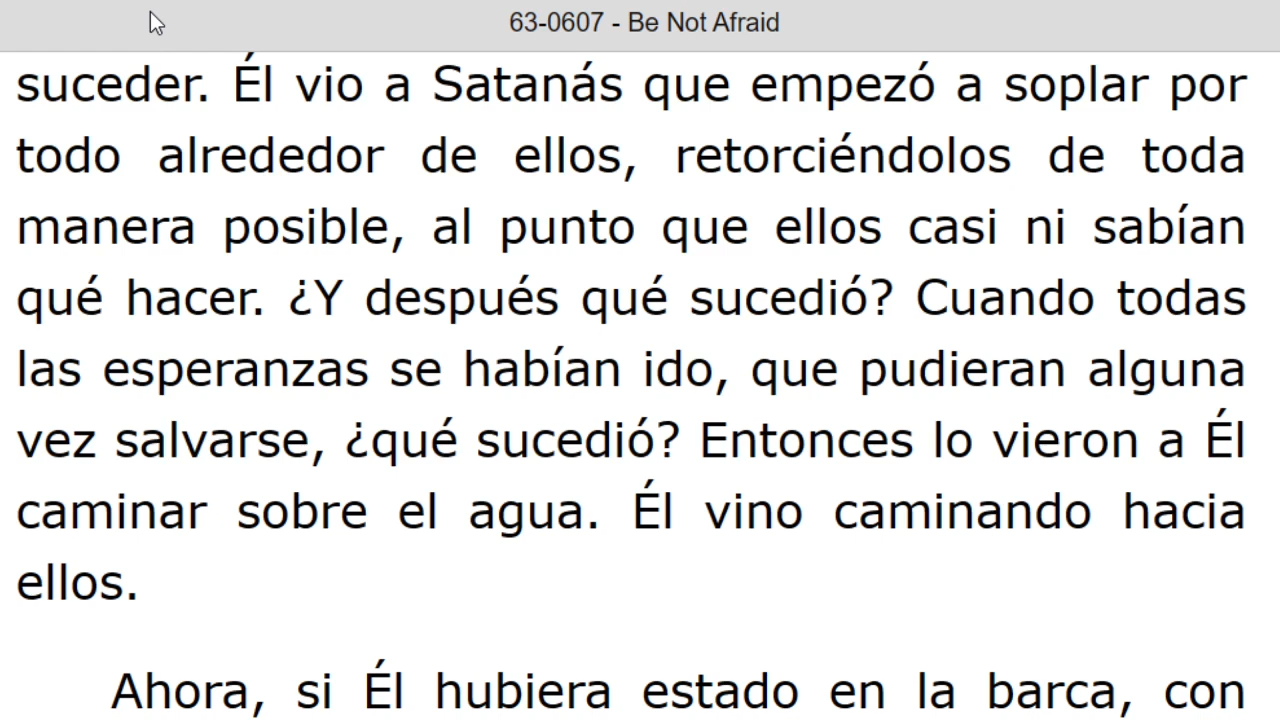 63-0607 - Be Not Afraid
suceder. Él vio a Satanás que empezó a soplar por
todo alrededor de ellos, retorciéndolos de toda
manera posible, al punto que ellos casi ni sabían
qué hacer. ¿Y después qué sucedió? Cuando todas
las esperanzas se habían ido, que pudieran alguna
vez salvarse, ¿qué sucedió? Entonces lo vieron a Él
caminar sobre el agua. Él vino caminando hacia
ellos.
Ahora, si Él hubiera estado en la barca, con